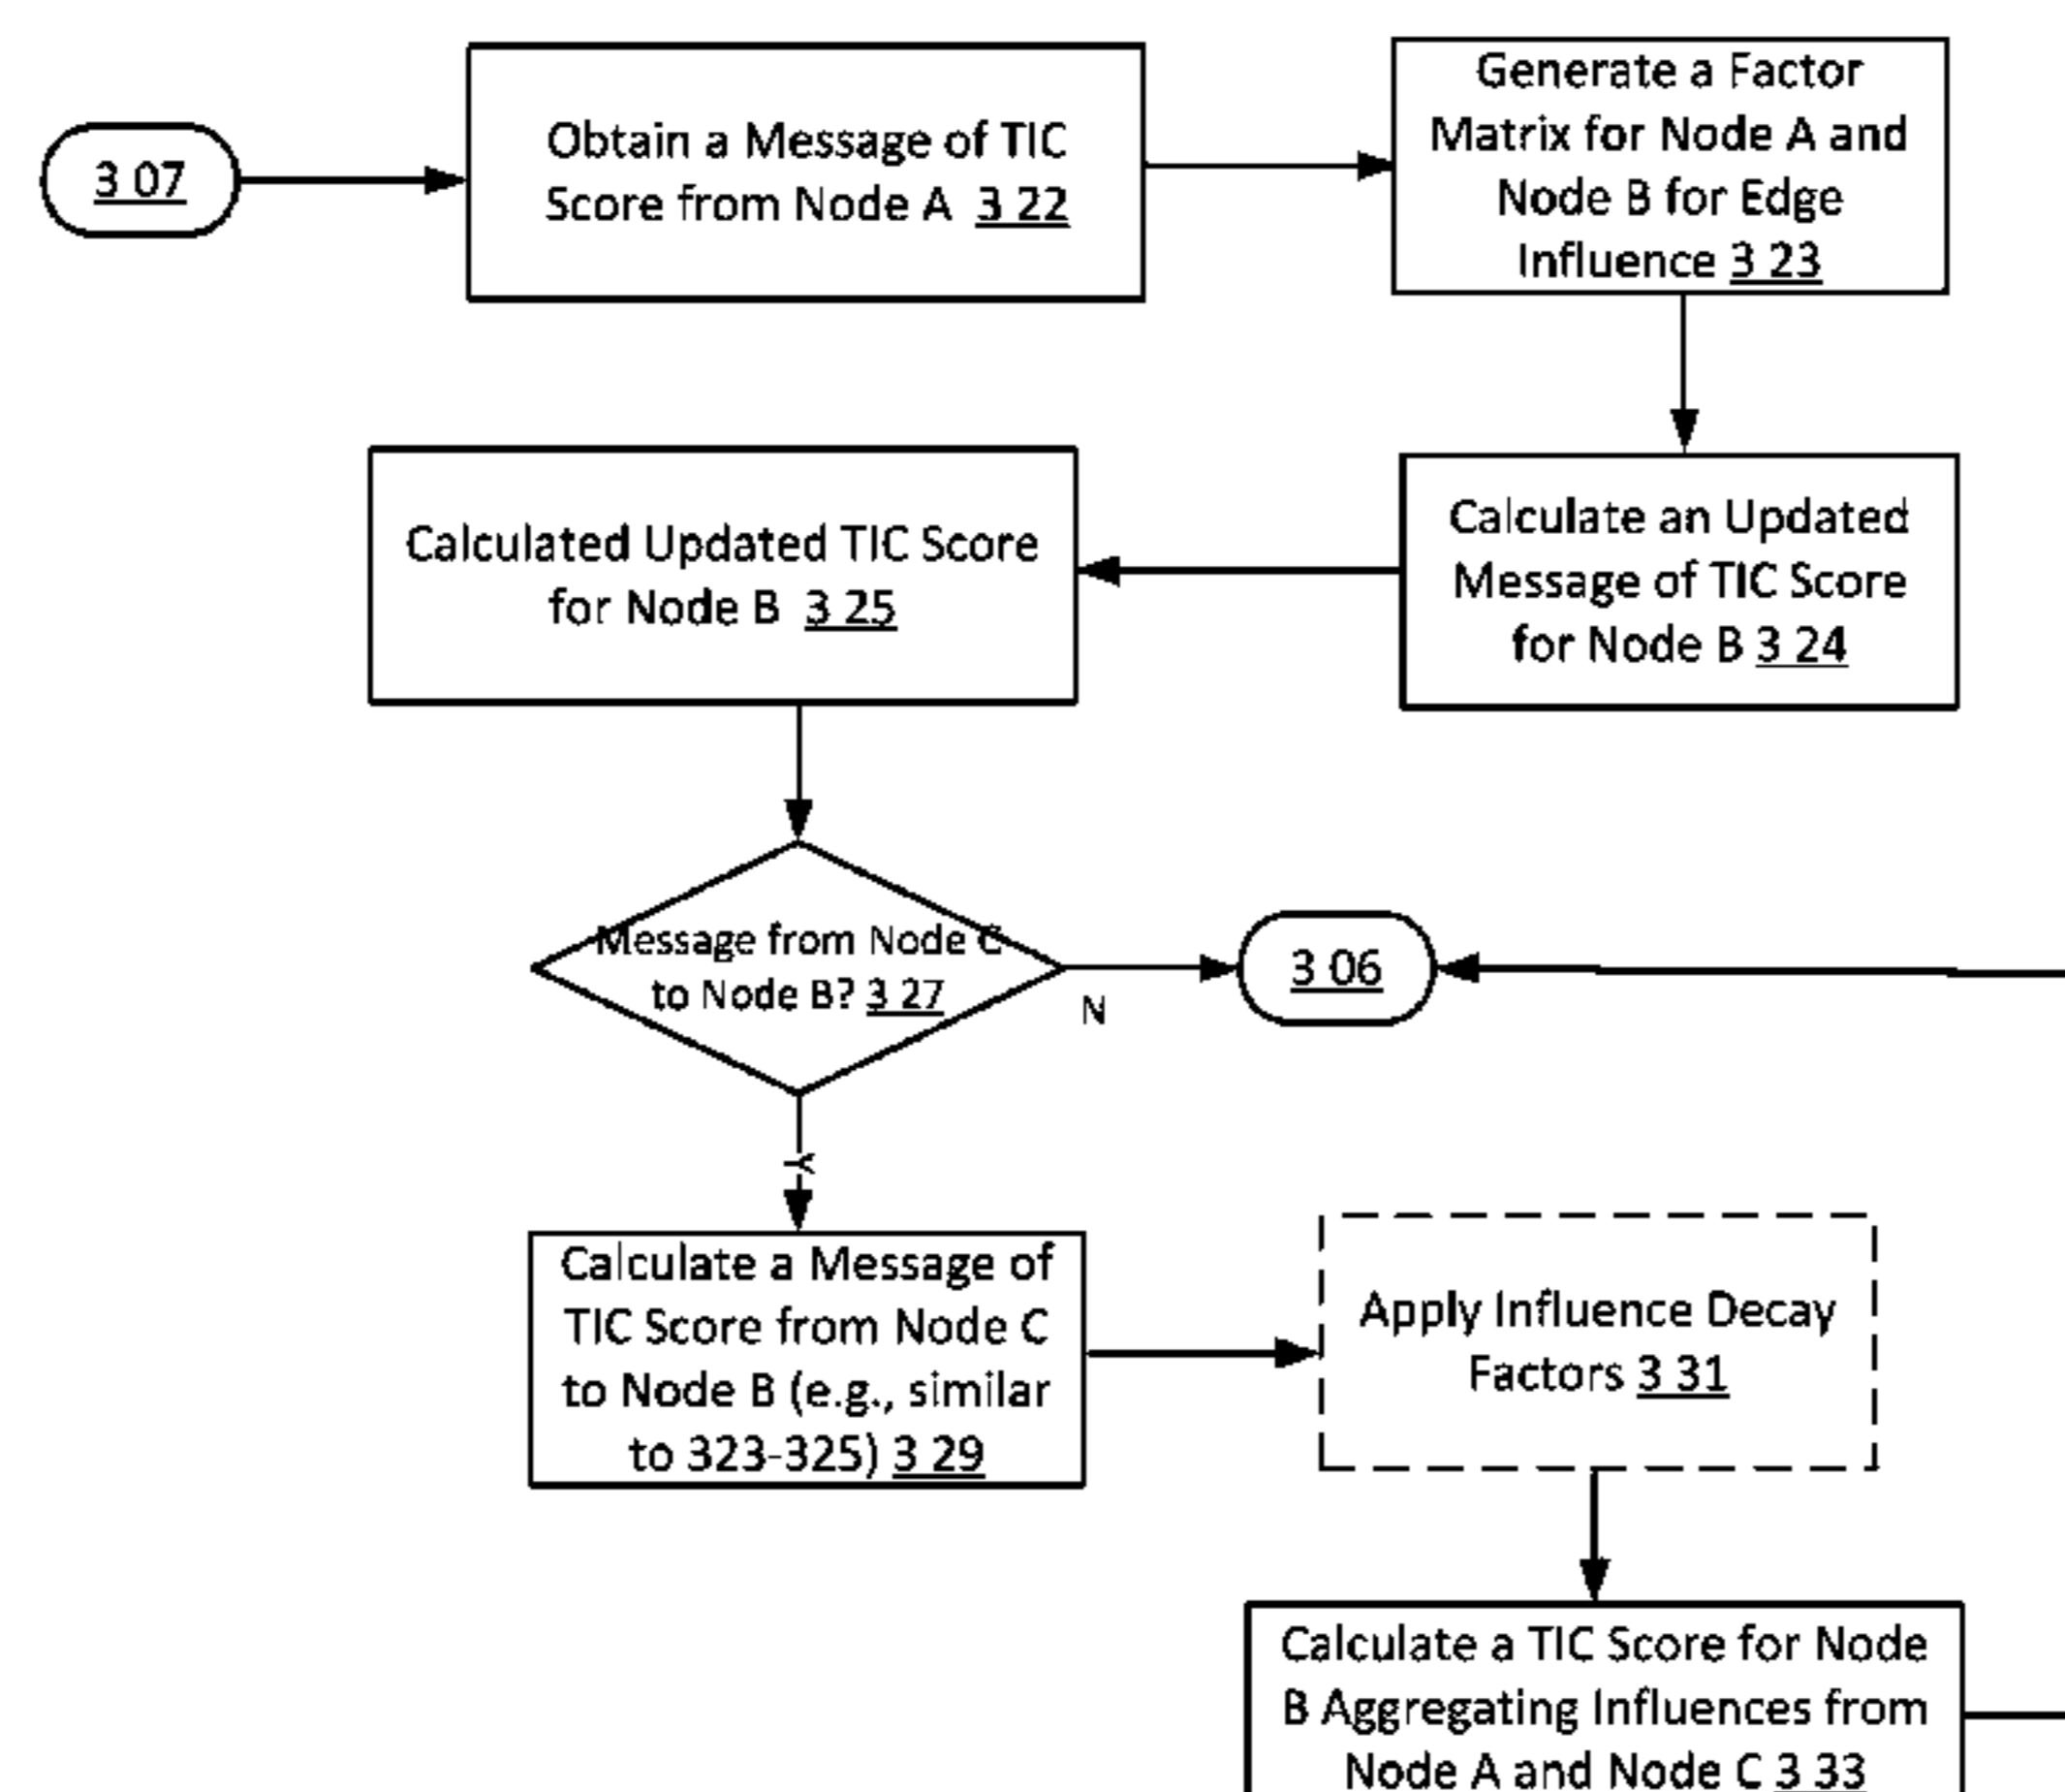 3 07
Obtain a Message of TIC
Score from Node A 3 22
Generate a Factor
Matrix for Node A and
Node B for Edge
Influence 3 23
Calculated Updated TIC Score
for Node B 3 25
Calculate an Updated
Message of TIC Score
for Node B 3 24
Message from Node C
to Node B? 3 27
N
3 06
Y
Calculate a Message of
TIC Score from Node C
to Node B (e.g., similar
to 323-325) 3 29
Apply Influence Decay
Factors 3 31
Calculate a TIC Score for Node
B Aggregating Influences from
Node A and Node C 3 33